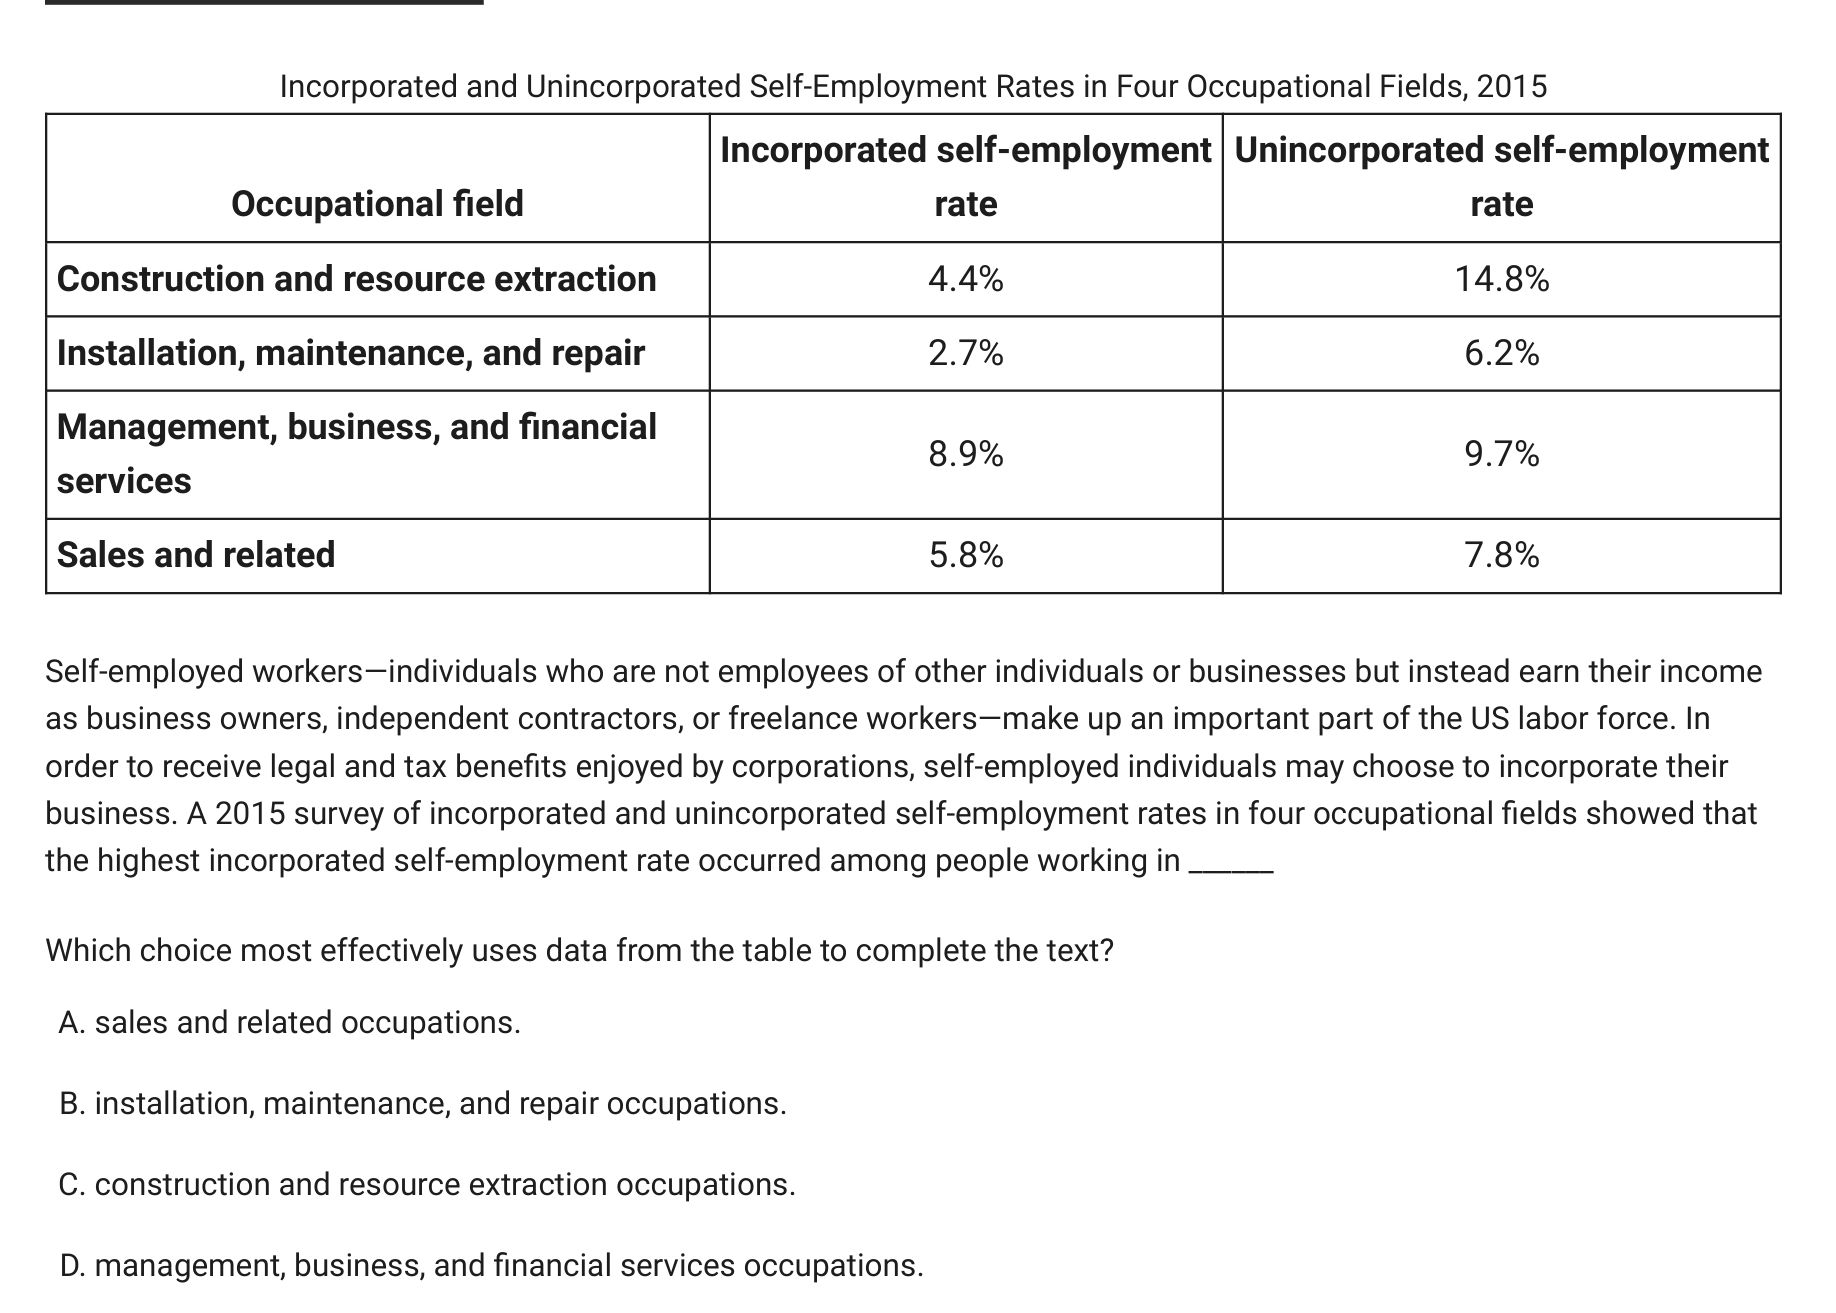 Incorporated and Unincorporated Self-Employment Rates in Four Occupational Fields, 2015
Occupational field
Incorporated self-employment
rate
Unincorporated self-employment
rate
Construction and resource extraction
4.4%
14.8%
Installation, maintenance, and repair
2.7%
6.2%
Management, business, and financial
services
8.9%
9.7%
Sales and related
5.8%
7.8%
Self-employed workers—individuals who are not employees of other individuals or businesses but instead earn their income
as business owners, independent contractors, or freelance workers—make up an important part of the US labor force. In
order to receive legal and tax benefits enjoyed by corporations, self-employed individuals may choose to incorporate their
business. A 2015 survey of incorporated and unincorporated self-employment rates in four occupational fields showed that
the highest incorporated self-employment rate occurred among people working in ______
Which choice most effectively uses data from the table to complete the text?
A. sales and related occupations.
B. installation, maintenance, and repair occupations.
C. construction and resource extraction occupations.
D. management, business, and financial services occupations.